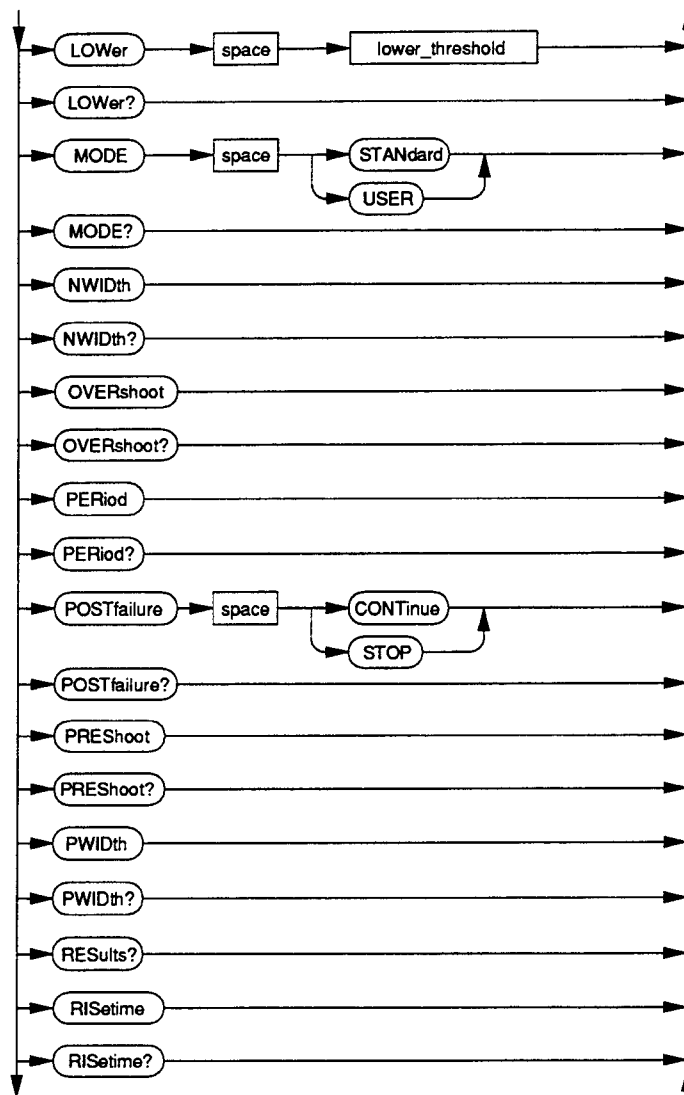 LOWer space lower_threshold
LOWer?
MODE space STANdard
USER
MODE?
NWIDth
NWIDth?
OVERshoot
OVERshoot?
PERiod
PERiod?
POSTfailure space CONTinue
STOP
POSTfailure?
PREShoot
PREShoot?
PWIDth
PWIDth?
RESults?
RISetime
RISetime?